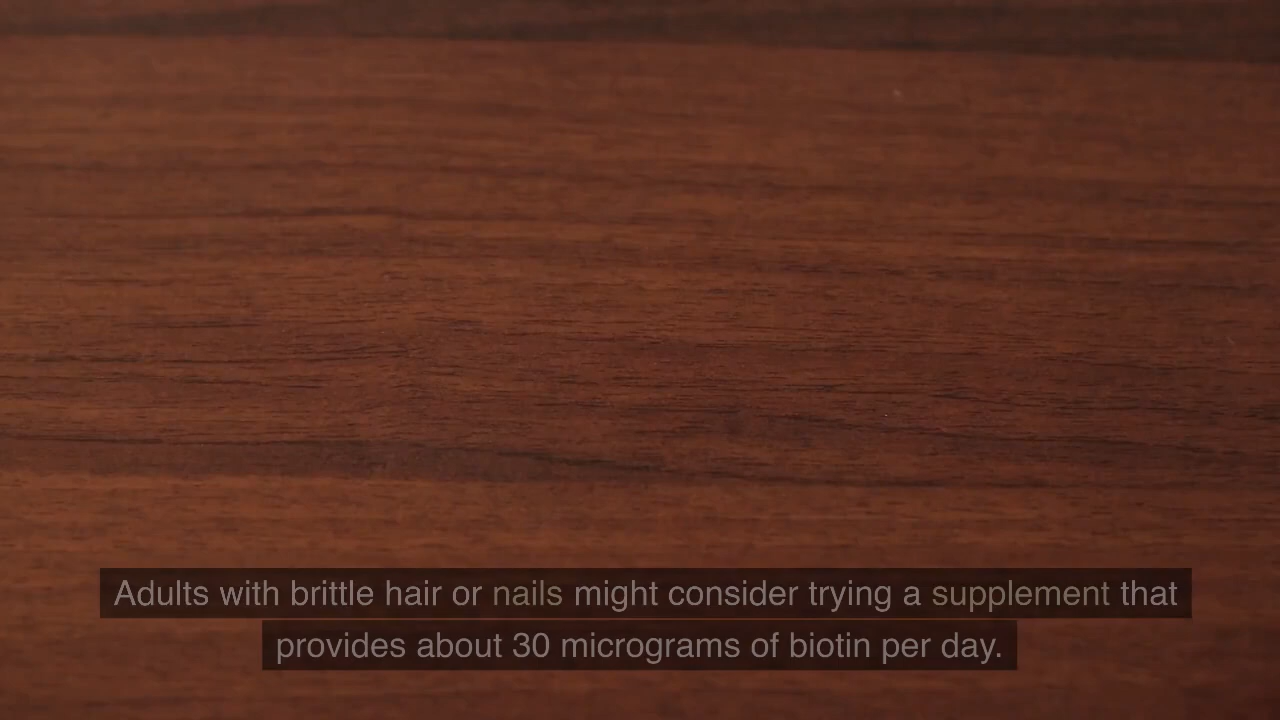 Adults with brittle hair or nails might consider trying a supplement that
provides about 30 micrograms of biotin per day.